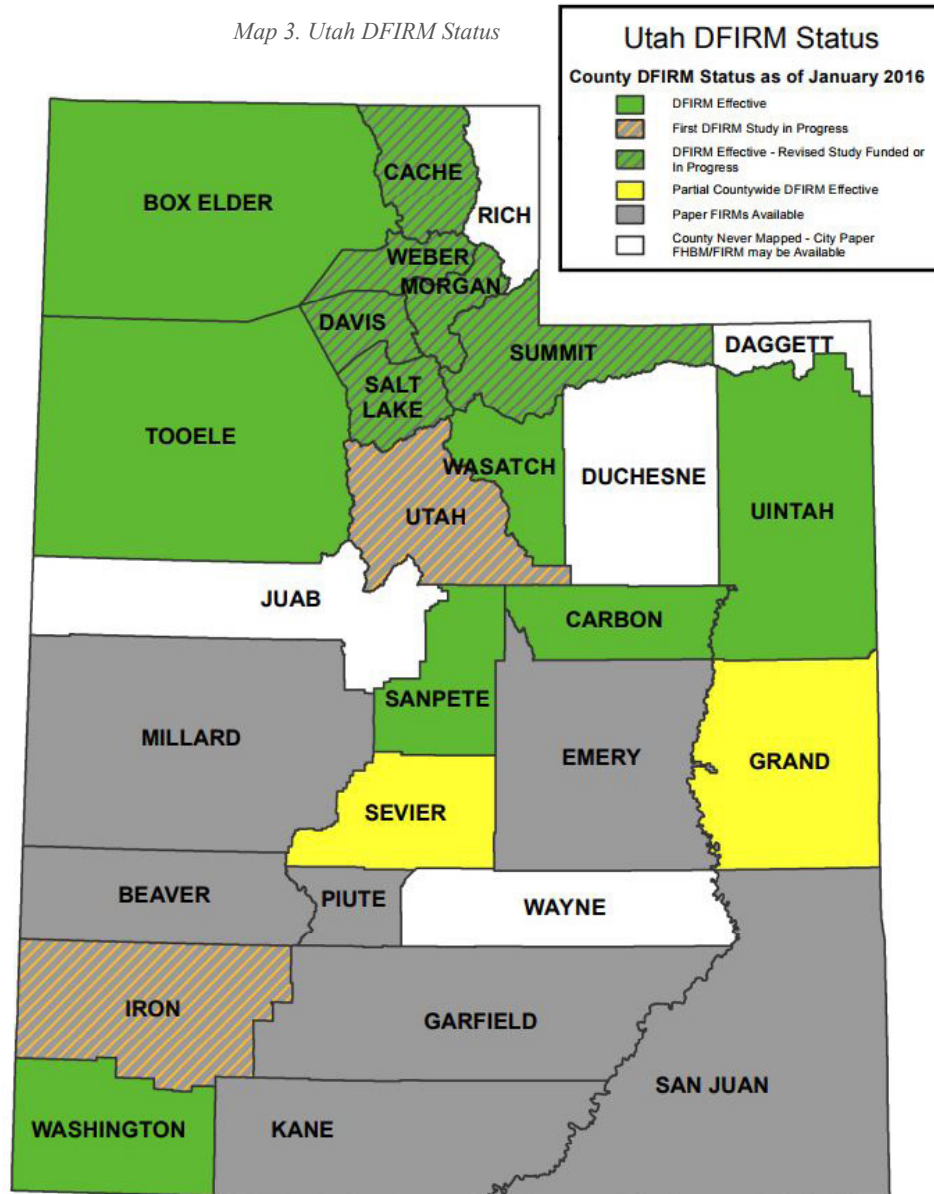 Map 3. Utah DFIRM Status
Utah DFIRM Status
County DFIRM Status as of January 2016
DFIRM Effective
First DFIRM Study in Progress
DFIRM Effective - Revised Study Funded or
In Progress
Partial Countywide DFIRM Effective
Paper FIRMs Available
County Never Mapped - City Paper
FHBM/FIRM may be Available
CACHE
BOX ELDER
RICH
WEBER
MORGAN
DAVIS
SUMMIT
DAGGETT
SALT
LAKE
TOOELE
WASATCH
DUCHESNE
UINTAH
UTAH
JUAB
CARBON
SANPETE
MILLARD
EMERY
GRAND
SEVIER
BEAVER
PIUTE
WAYNE
IRON
GARFIELD
SAN JUAN
WASHINGTON
KANE